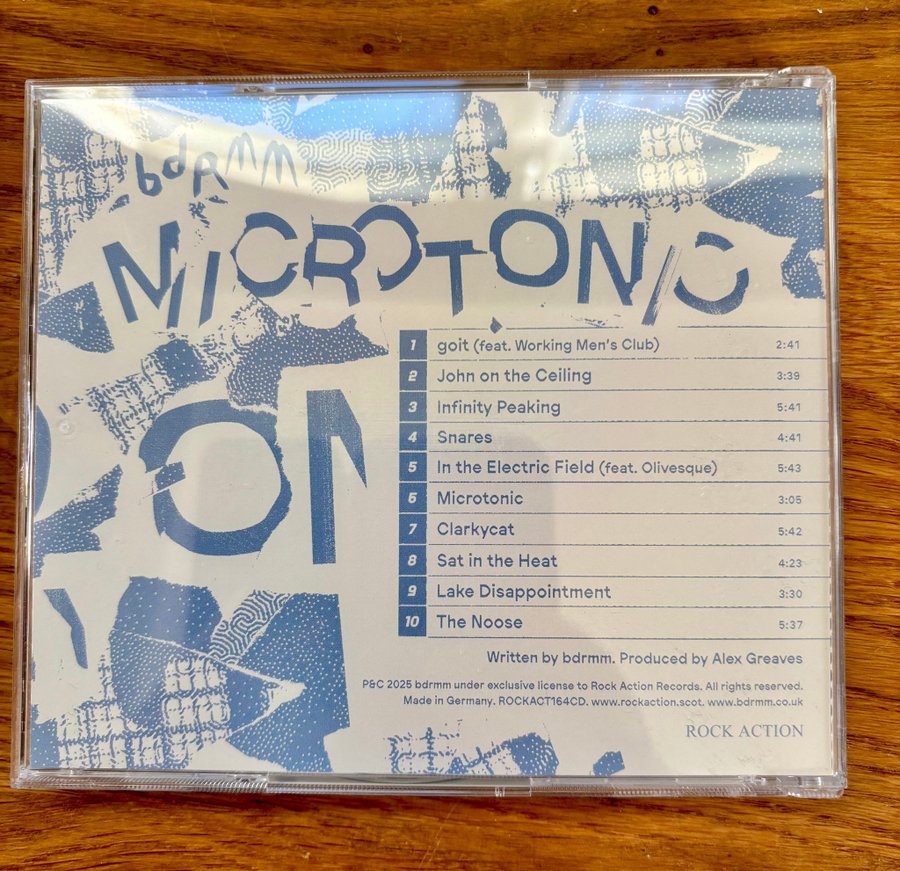 bdrmm
MICROTONIC
ON
1 goit (feat. Working Men's Club) 2:41
2 John on the Ceiling 3:39
3 Infinity Peaking 5:41
4 Snares 4:41
5 In the Electric Field (feat. Olivesque) 5:43
6 Microtonic 3:05
7 Clarkycat 5:42
8 Sat in the Heat 4:23
9 Lake Disappointment 3:30
10 The Noose 5:37
Written by bdrmm. Produced by Alex Greaves
P&C 2025 bdrmm under exclusive license to Rock Action Records. All rights reserved.
Made in Germany. ROCKACT164CD. www.rockaction.scot. www.bdrmm.co.uk
ROCK ACTION